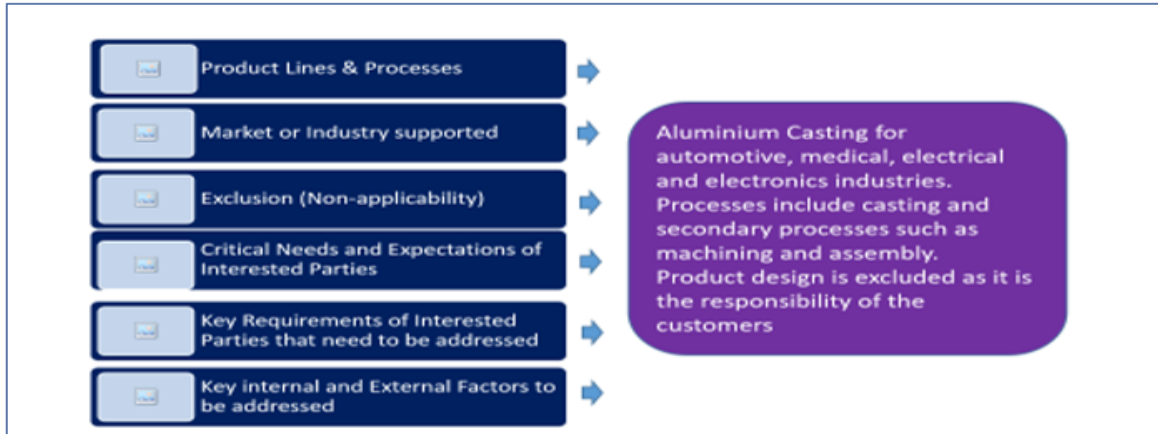 Product Lines & Processes
Market or Industry supported
Exclusion (Non-applicability)
Critical Needs and Expectations of
Interested Parties
Key Requirements of Interested
Parties that need to be addressed
Key internal and External Factors to
be addressed
Aluminium Casting for
automotive, medical, electrical
and electronics industries.
Processes include casting and
secondary processes such as
machining and assembly.
Product design is excluded as it is
the responsibility of the
customers